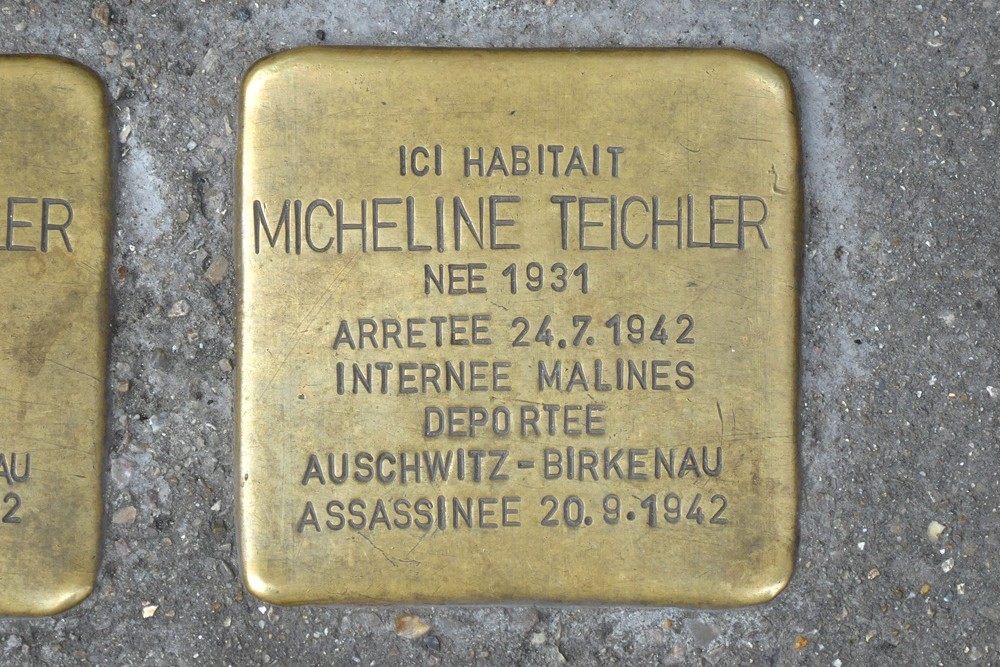 ICI HABITAIT
MICHELINE TEICHLER
NEE 1931
ARRETEE 24.7.1942
INTERNEE MALINES
DEPORTEE
AUSCHWITZ-BIRKENAU
ASSASSINEE 20.9.1942